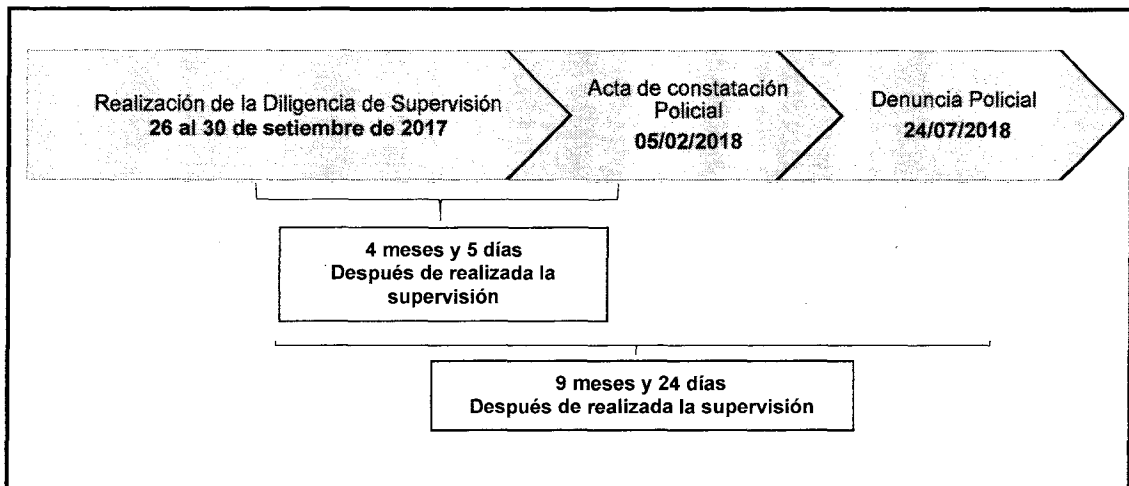 Realización de la Diligencia de Supervisión
26 al 30 de setiembre de 2017
Acta de constatación
Policial
05/02/2018
Denuncia Policial
24/07/2018
4 meses y 5 días
Después de realizada la
supervisión
9 meses y 24 días
Después de realizada la supervisión